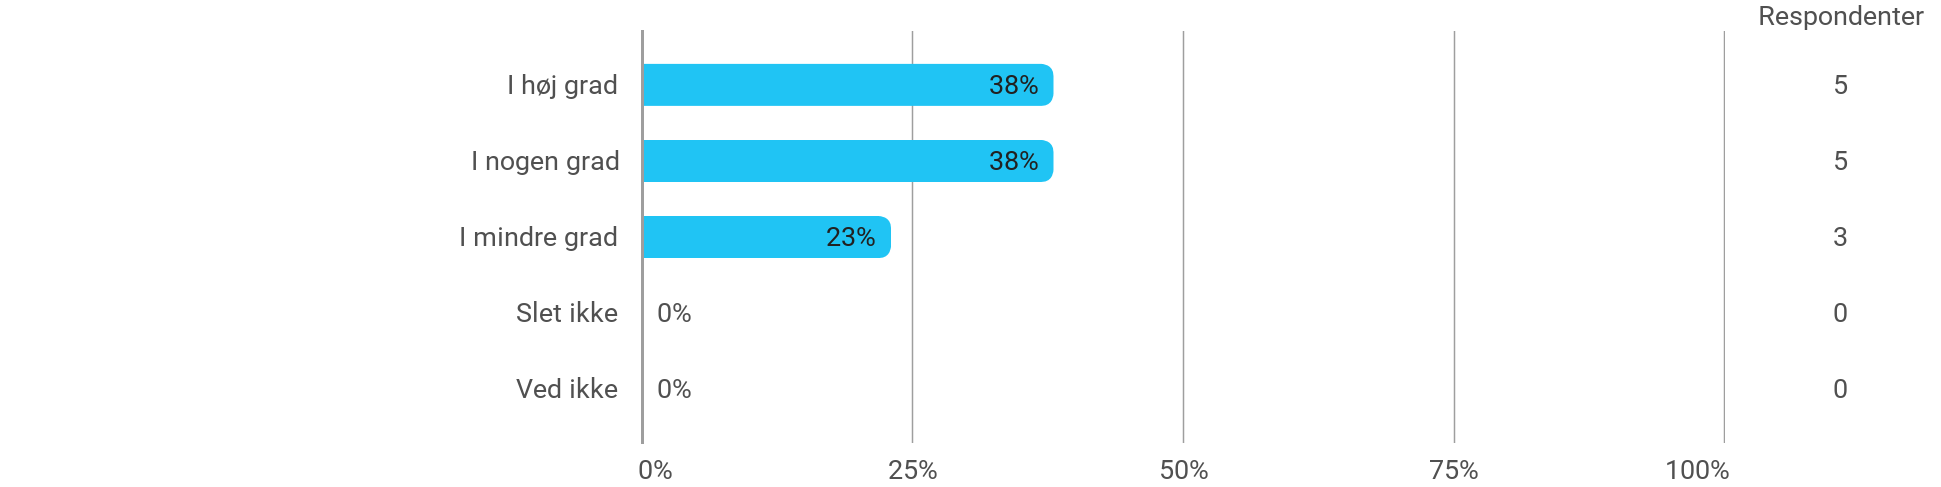 Respondenter
I høj grad 38% 5
I nogen grad 38% 5
I mindre grad 23% 3
Slet ikke 0% 0
Ved ikke 0% 0
0% 25% 50% 75% 100%